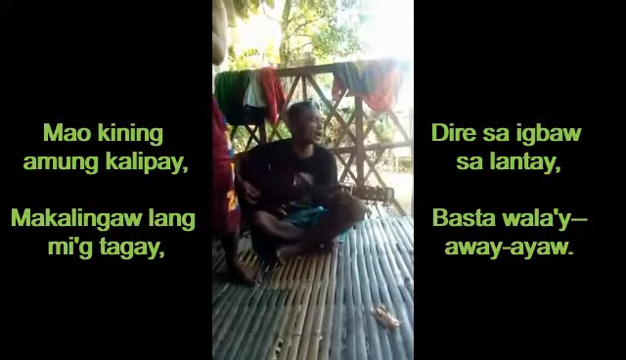 Mao kining
amung kalipay,
Makalingaw lang
mi'g tagay,
Dire sa igbaw
sa lantay,
Basta wala'y—
away-ayaw.